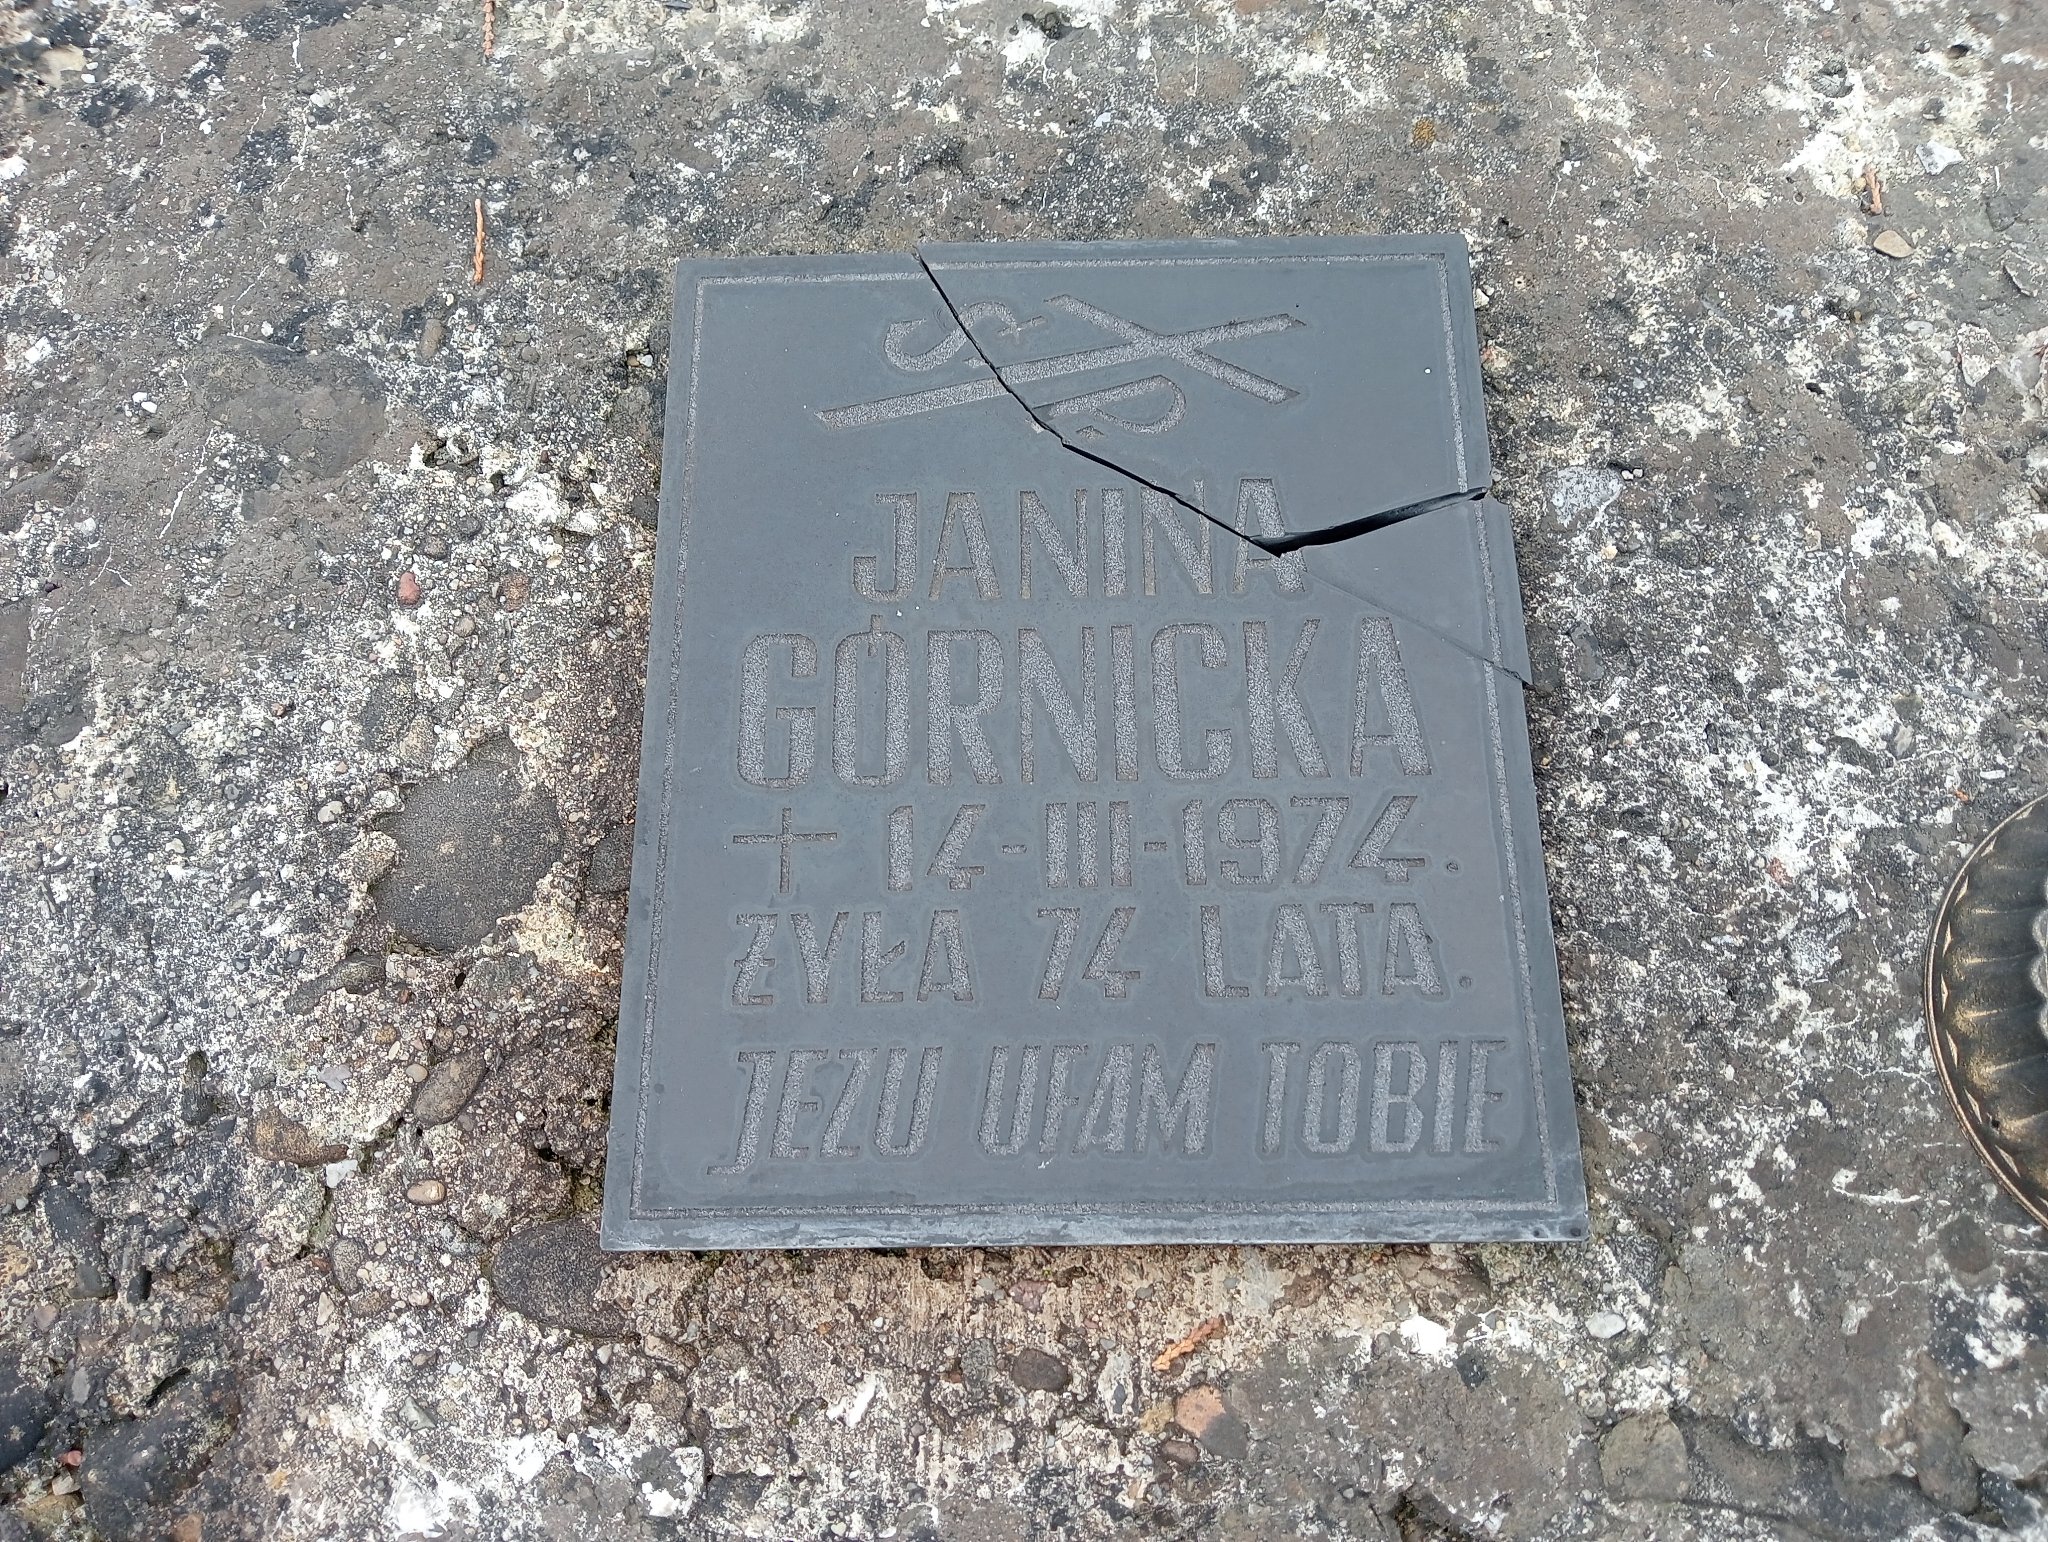 Ś+P
JANINA
GÓRNICKA
+ 14-III-1974.
ŻYŁA 74 LATA.
JEZU UFAM TOBIE